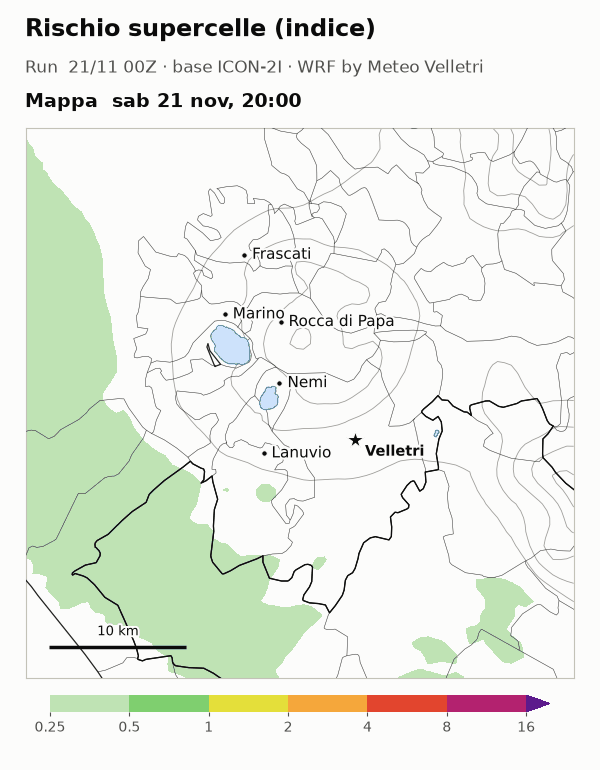 Rischio supercelle (indice)
Run  21/11 00Z · base ICON-2I · WRF by Meteo Velletri
Mappa  sab 21 nov, 20:00
Frascati
Marino
Rocca di Papa
Nemi
Velletri
Lanuvio
10 km
0.25 0.5 1 2 4 8 16